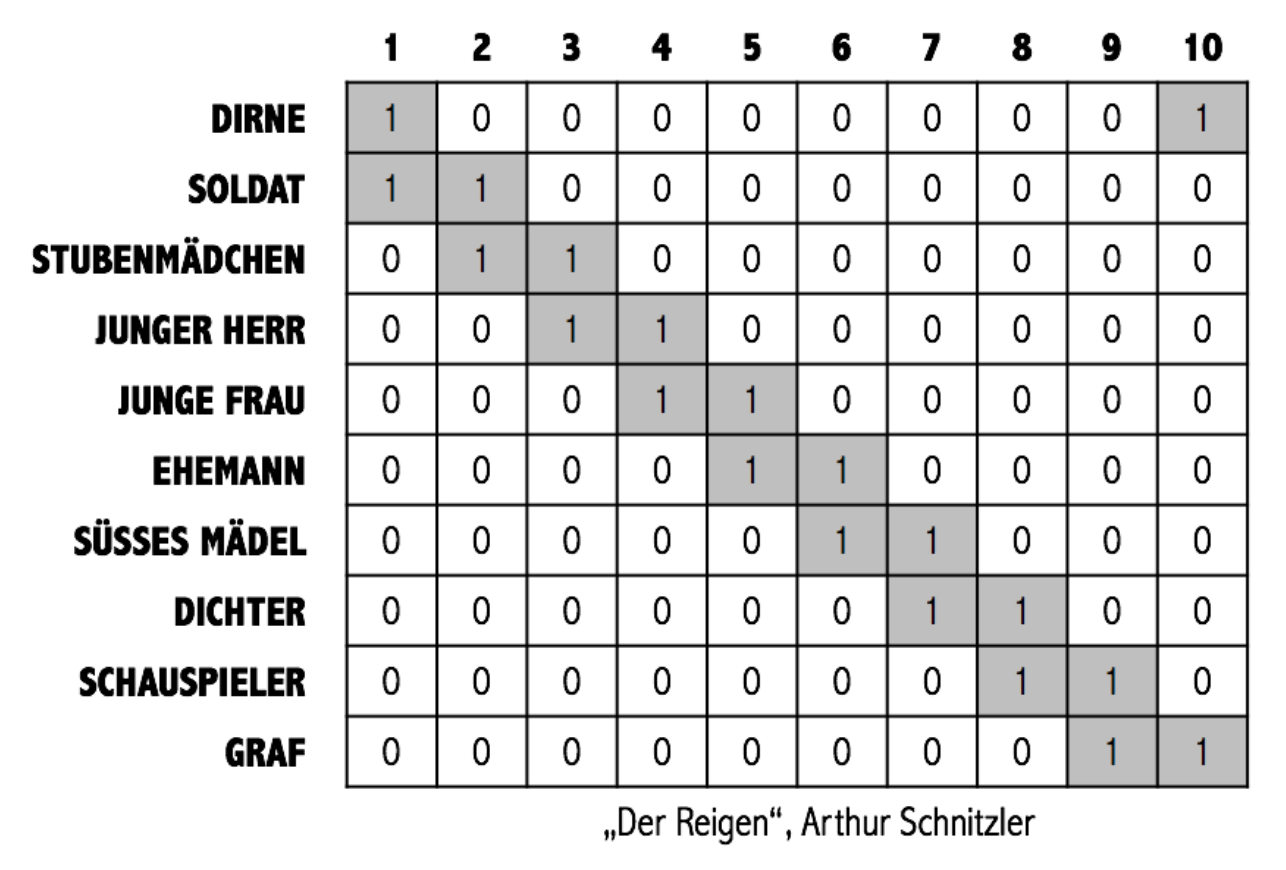 1 2 3 4 5 6 7 8 9 10
DIRNE 1 0 0 0 0 0 0 0 0 1
SOLDAT 1 1 0 0 0 0 0 0 0 0
STUBENMÄDCHEN 0 1 1 0 0 0 0 0 0 0
JUNGER HERR 0 0 1 1 0 0 0 0 0 0
JUNGE FRAU 0 0 0 1 1 0 0 0 0 0
EHEMANN 0 0 0 0 1 1 0 0 0 0
SÜSSES MÄDEL 0 0 0 0 0 1 1 0 0 0
DICHTER 0 0 0 0 0 0 1 1 0 0
SCHAUSPIELER 0 0 0 0 0 0 0 1 1 0
GRAF 0 0 0 0 0 0 0 0 1 1
„Der Reigen“, Arthur Schnitzler